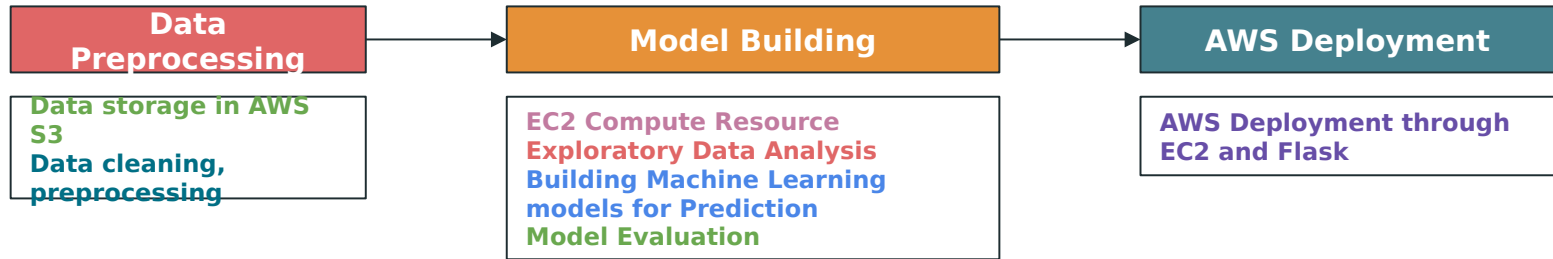 Data
Preprocessing
Model Building
AWS Deployment
Data storage in AWS
S3
Data cleaning,
preprocessing
EC2 Compute Resource
Exploratory Data Analysis
Building Machine Learning
models for Prediction
Model Evaluation
AWS Deployment through
EC2 and Flask